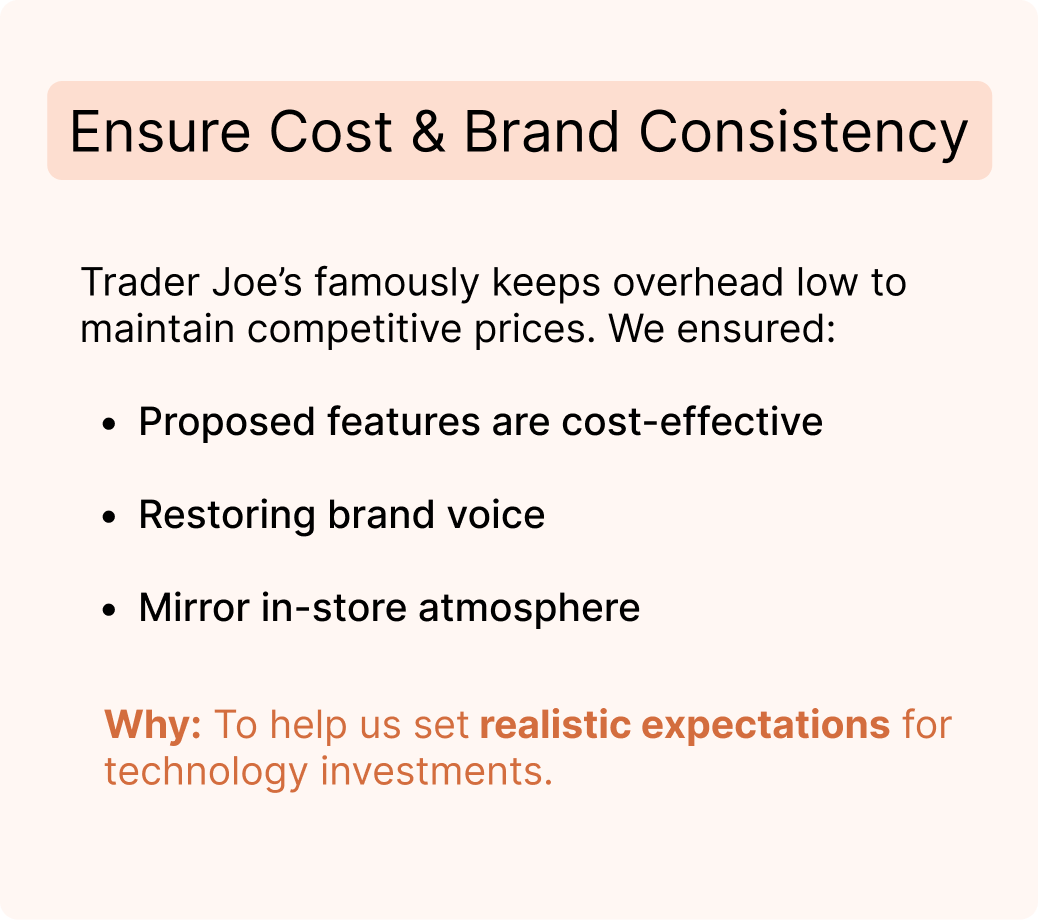 Ensure Cost & Brand Consistency
Trader Joe’s famously keeps overhead low to
maintain competitive prices. We ensured:
• Proposed features are cost-effective
• Restoring brand voice
• Mirror in-store atmosphere
Why: To help us set realistic expectations for
technology investments.